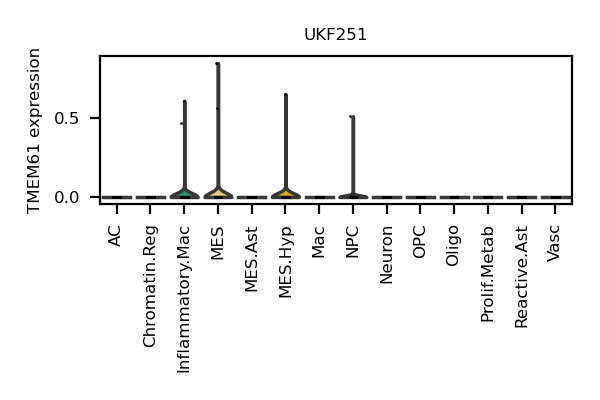 UKF251
TMEM61 expression
0.5
0.0
AC
Chromatin.Reg
Inflammatory.Mac
MES
MES.Ast
MES.Hyp
Mac
NPC
Neuron
OPC
Oligo
Prolif.Metab
Reactive.Ast
Vasc